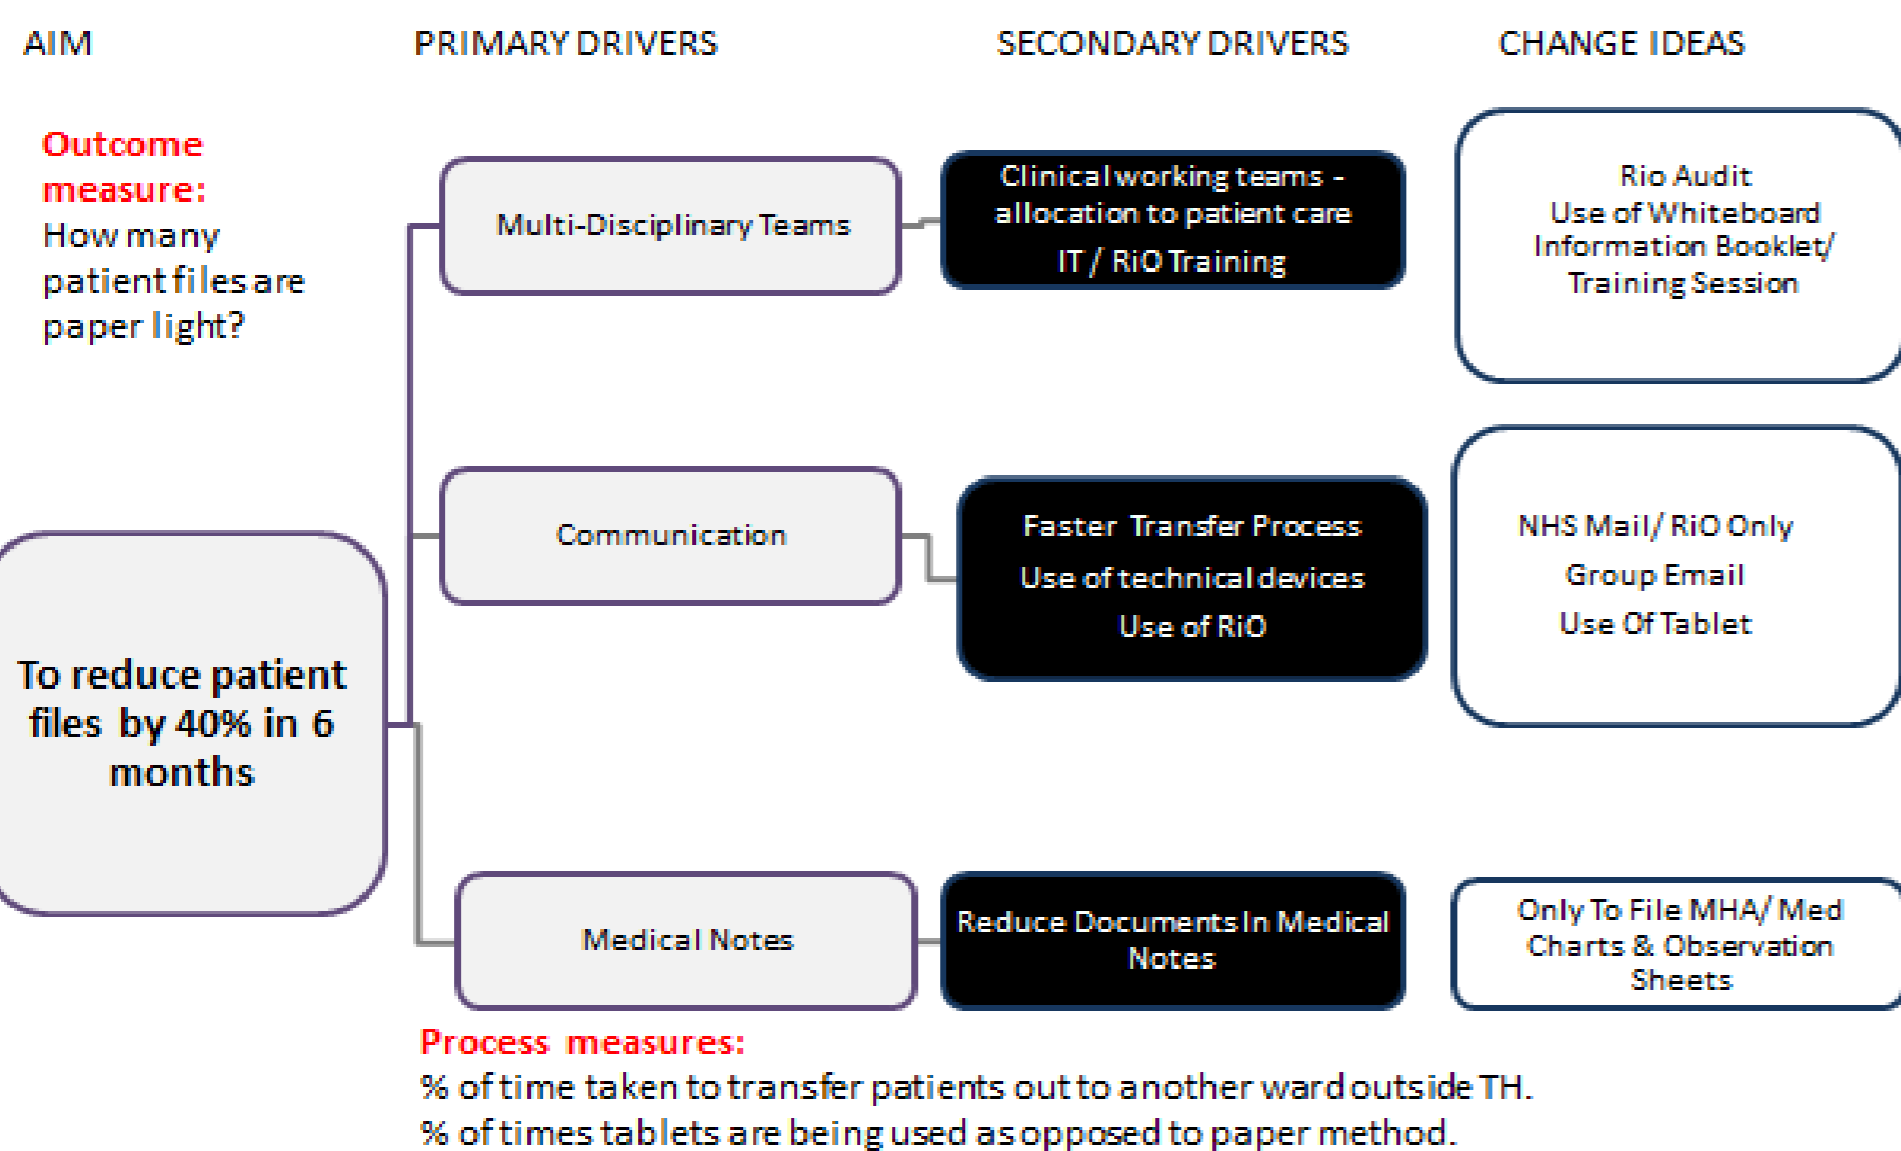 AIM
PRIMARY DRIVERS
SECONDARY DRIVERS
CHANGE IDEAS
Outcome
measure:
How many
patient files are
paper light?
To reduce patient
files by 40% in 6
months
Multi-Disciplinary Teams
Clinical working teams -
allocation to patient care
IT / RiO Training
Rio Audit
Use of Whiteboard
Information Booklet/
Training Session
Communication
Faster Transfer Process
Use of technical devices
Use of RiO
NHS Mail/ RiO Only
Group Email
Use Of Tablet
Medical Notes
Reduce Documents In Medical
Notes
Only To File MHA/ Med
Charts & Observation
Sheets
Process measures:
% of time taken to transfer patients out to another ward outside TH.
% of times tablets are being used as opposed to paper method.